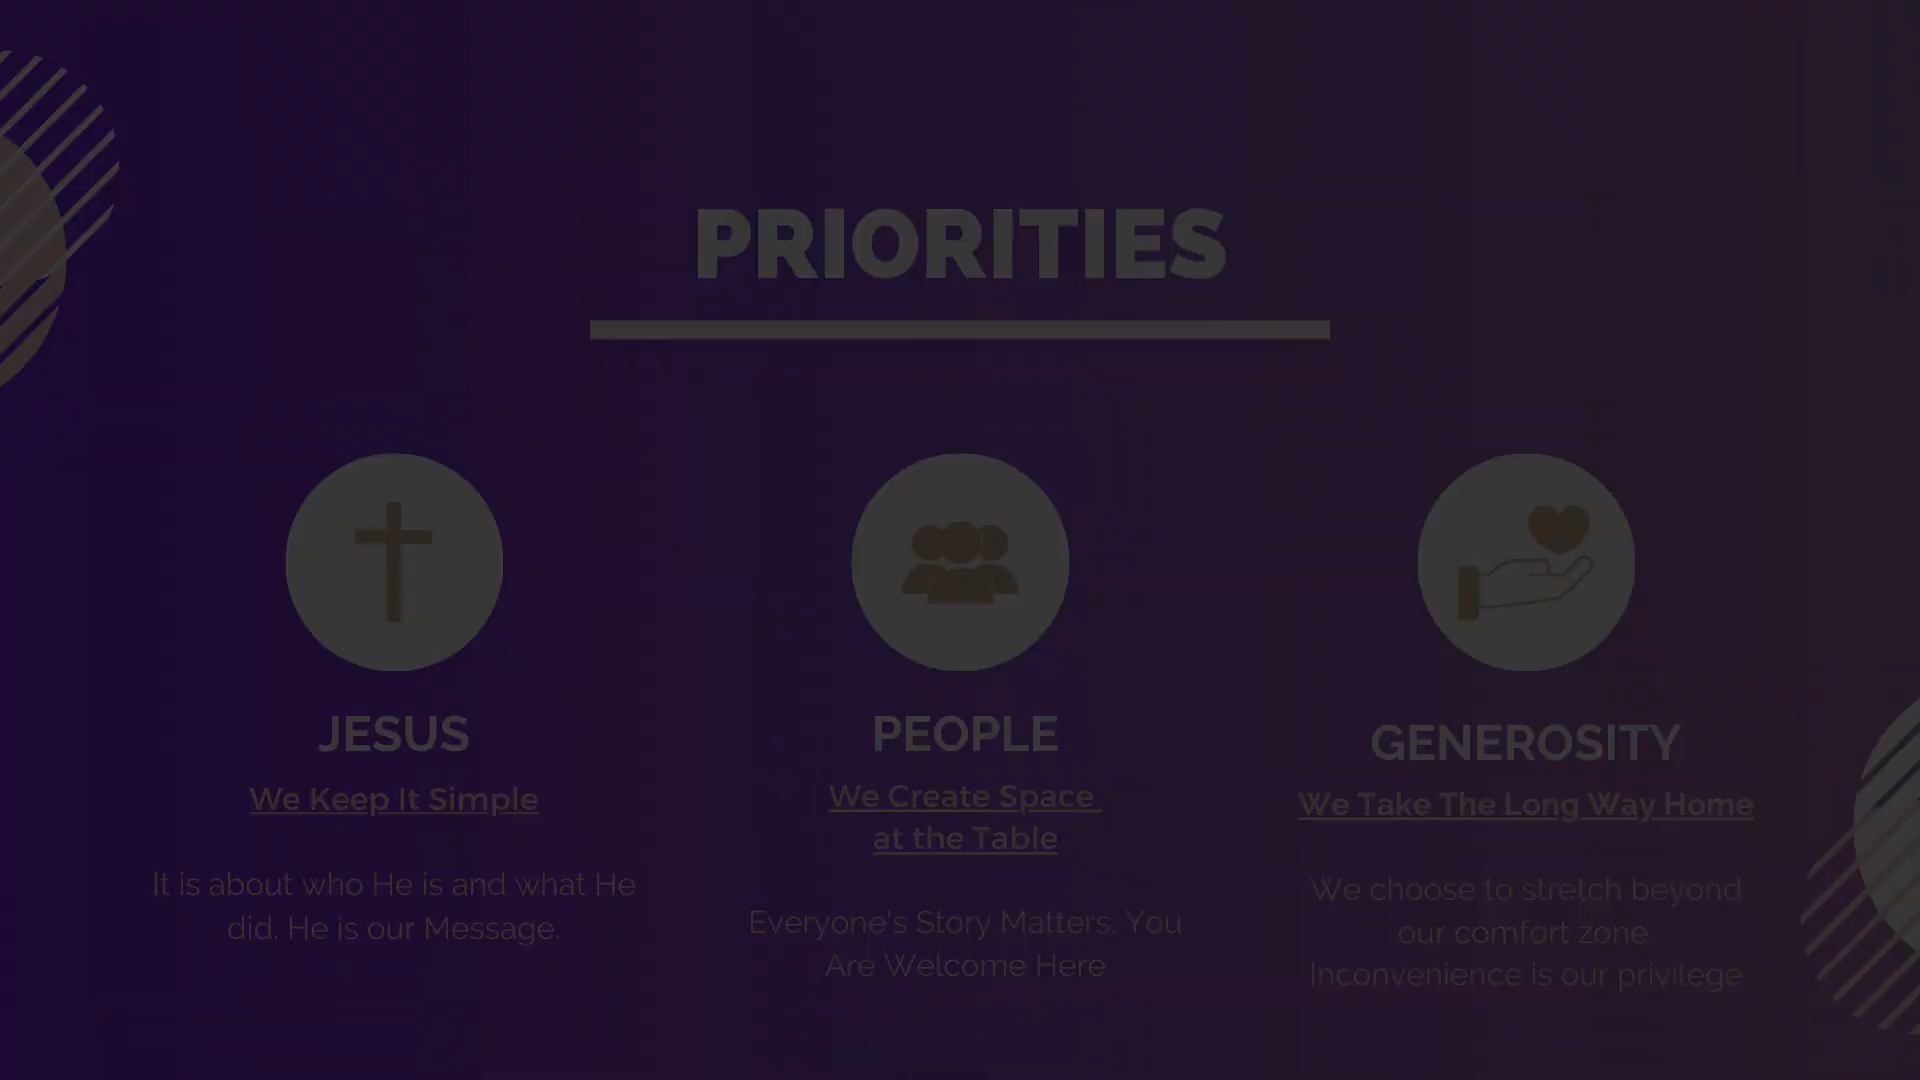 PRIORITIES
JESUS
We Keep It Simple
It is about who He is and what He
did. He is our Message.
PEOPLE
We Create Space
at the Table
Everyone's Story Matters. You
Are Welcome Here
GENEROSITY
We Take The Long Way Home
We choose to stretch beyond
our comfort zone.
Inconvenience is our privilege